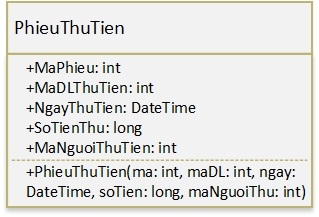 PhieuThuTien
+MaPhieu: int
+MaDLThuTien: int
+NgayThuTien: DateTime
+SoTienThu: long
+MaNguoiThuTien: int
+PhieuThuTien(ma: int, maDL: int, ngay:
DateTime, soTien: long, maNguoiThu: int)